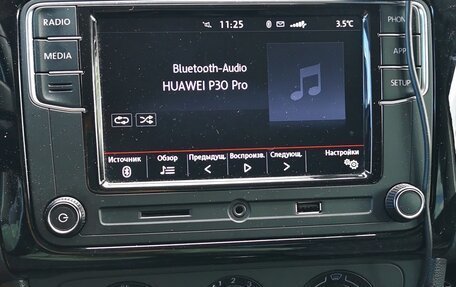 RADIO
MEDIA
PHON
APP
SETUP
11:25
3.5°C
Bluetooth-Audio
HUAWEI P30 Pro
Источник
Обзор
Предыдущ.
Воспроизв.
Следующ.
Настройки